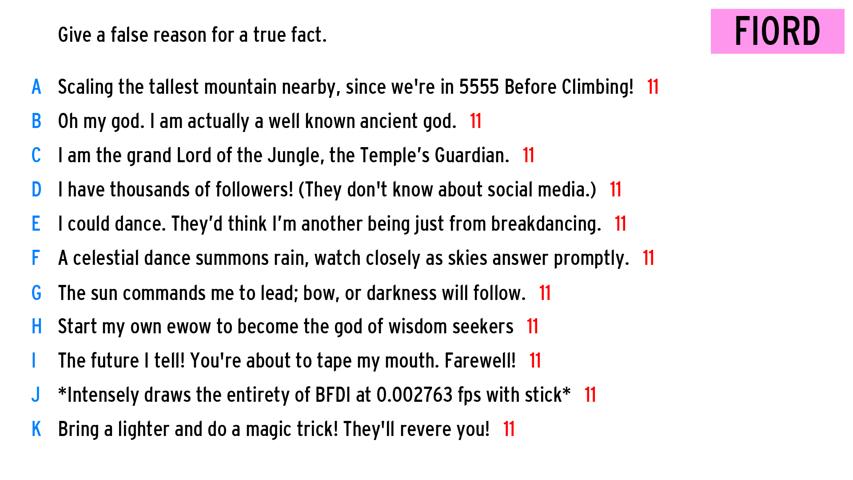 Give a false reason for a true fact.
FIORD
A Scaling the tallest mountain nearby, since we're in 5555 Before Climbing! 11
B Oh my god. I am actually a well known ancient god. 11
C I am the grand Lord of the Jungle, the Temple’s Guardian. 11
D I have thousands of followers! (They don't know about social media.) 11
E I could dance. They’d think I’m another being just from breakdancing. 11
F A celestial dance summons rain, watch closely as skies answer promptly. 11
G The sun commands me to lead; bow, or darkness will follow. 11
H Start my own ewow to become the god of wisdom seekers 11
I The future I tell! You're about to tape my mouth. Farewell! 11
J *Intensely draws the entirety of BFDI at 0.002763 fps with stick* 11
K Bring a lighter and do a magic trick! They'll revere you! 11